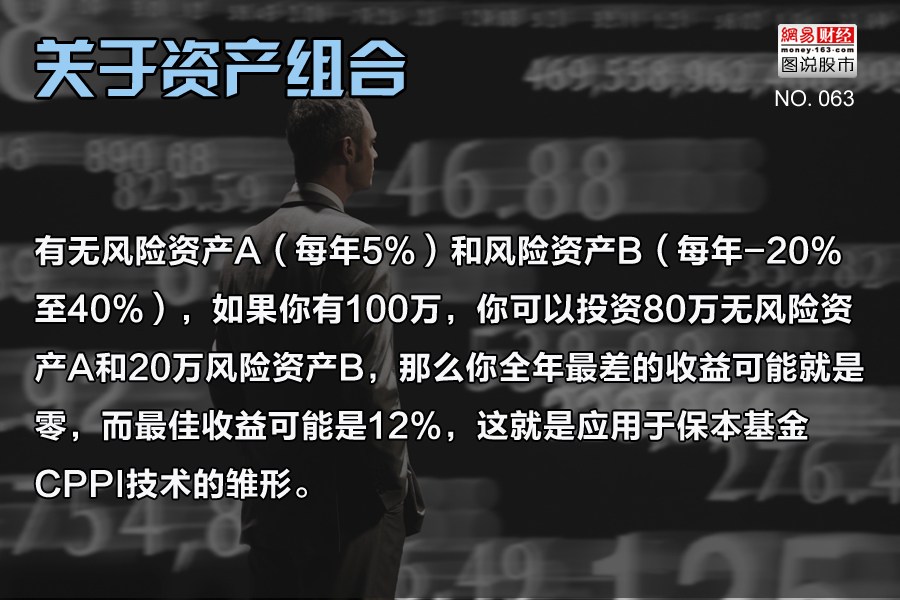 关于资产组合
網易财经
money·163·com
图说股市
NO. 063
有无风险资产A（每年5%）和风险资产B（每年-20%
至40%），如果你有100万，你可以投资80万无风险资
产A和20万风险资产B，那么你全年最差的收益可能就是
零，而最佳收益可能是12%，这就是应用于保本基金
CPPI技术的雏形。
46.88
825.59